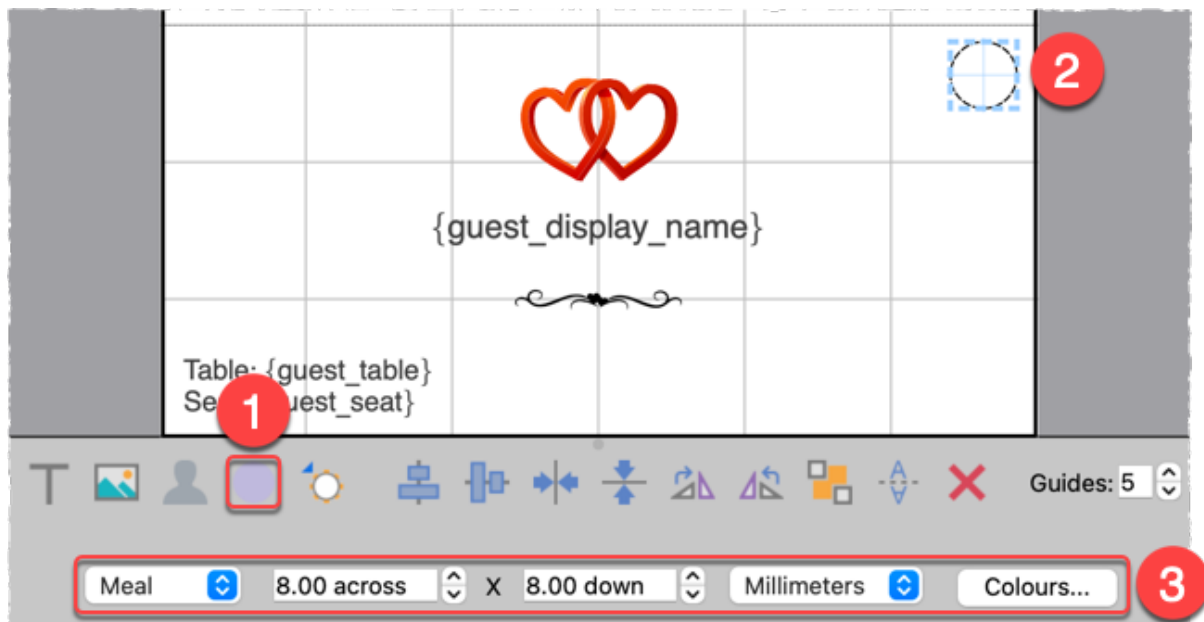 2
{guest_display_name}
Table: {guest_table}
uest_seat}
1
Guides: 5
Meal
8.00 across
X
8.00 down
Millimeters
Colours...
3